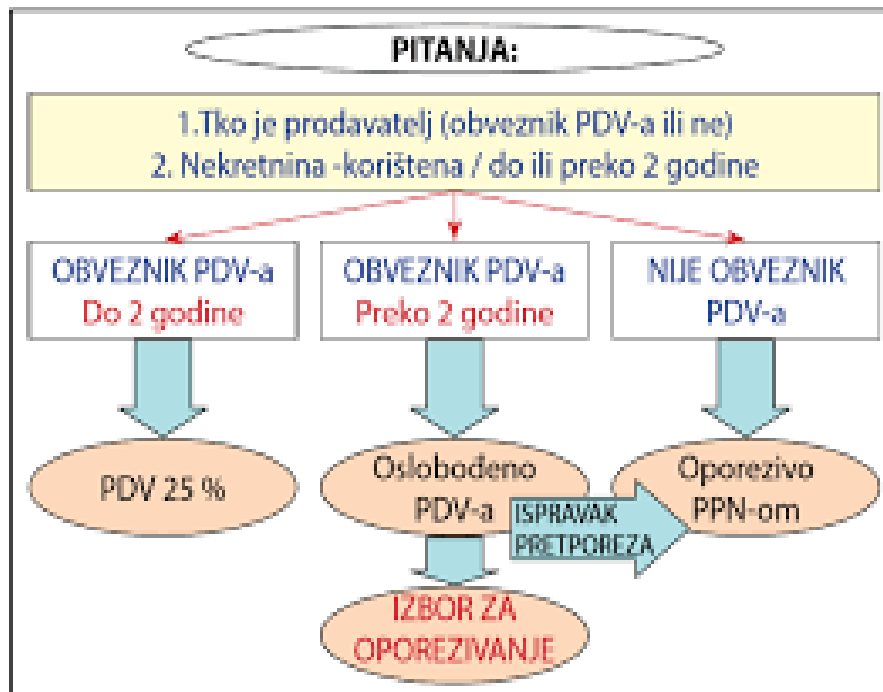 PITANJA:
1.Tko je prodavatelj (obveznik PDV-a ili ne)
2. Nekretnina -korištena / do ili preko 2 godine
OBVEZNIK PDV-a
Do 2 godine
OBVEZNIK PDV-a
Preko 2 godine
NIJE OBVEZNIK
PDV-a
PDV 25 %
Oslobođeno
PDV-a
ISPRAVAK
PRETPOREZA
Oporezivo
PPN-om
IZBOR ZA
OPOREZIVANJE